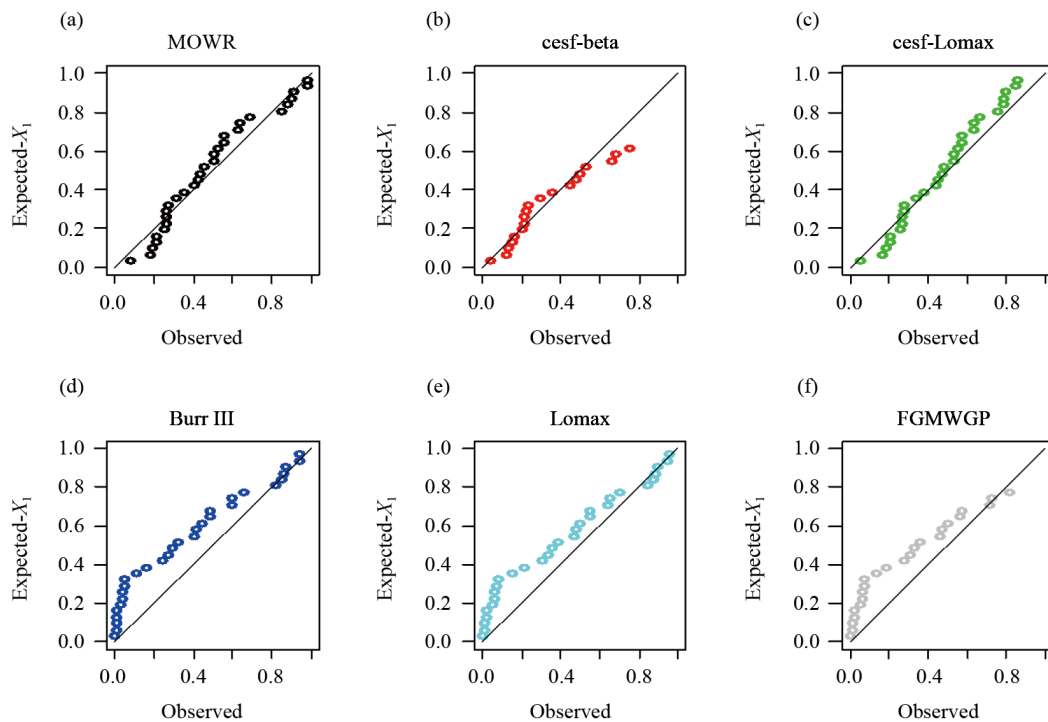 (a)
MOWR
1.0
0.8
0.6
0.4
0.2
0.0
Expected-X₁
0.0 0.4 0.8
Observed
(b)
cesf-beta
1.0
0.8
0.6
0.4
0.2
0.0
Expected-X₁
0.0 0.4 0.8
Observed
(c)
cesf-Lomax
1.0
0.8
0.6
0.4
0.2
0.0
Expected-X₁
0.0 0.4 0.8
Observed
(d)
Burr III
1.0
0.8
0.6
0.4
0.2
0.0
Expected-X₁
0.0 0.4 0.8
Observed
(e)
Lomax
1.0
0.8
0.6
0.4
0.2
0.0
Expected-X₁
0.0 0.4 0.8
Observed
(f)
FGMWGP
1.0
0.8
0.6
0.4
0.2
0.0
Expected-X₁
0.0 0.4 0.8
Observed